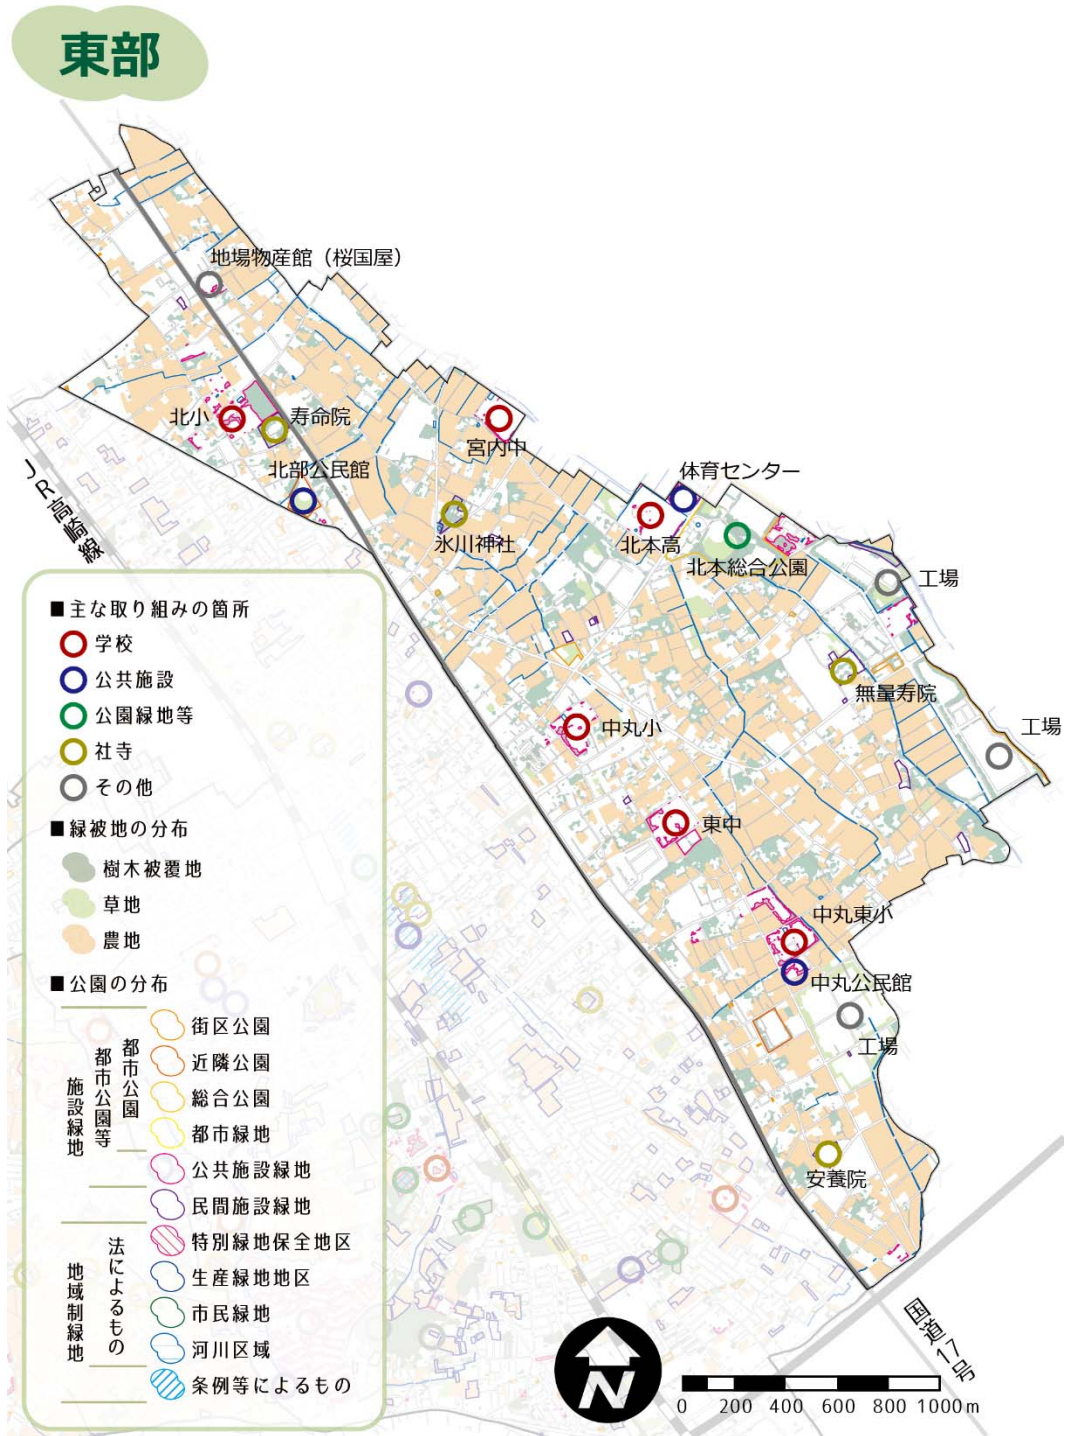 東部
地場物産館（桜国屋）
北小
寿命院
宮内中
北部公民館
体育センター
JR高崎線
氷川神社
北本高
北本総合公園
工場
無量寿院
工場
中丸小
東中
中丸東小
中丸公民館
工場
安養院
国道17号
■主な取り組みの箇所
学校
公共施設
公園緑地等
社寺
その他
■緑被地の分布
樹木被覆地
草地
農地
■公園の分布
施設緑地
都市公園等
都市公園
街区公園
近隣公園
総合公園
都市緑地
公共施設緑地
民間施設緑地
地域制緑地
法によるもの
特別緑地保全地区
生産緑地地区
市民緑地
河川区域
条例等によるもの
N
0 200 400 600 800 1000m